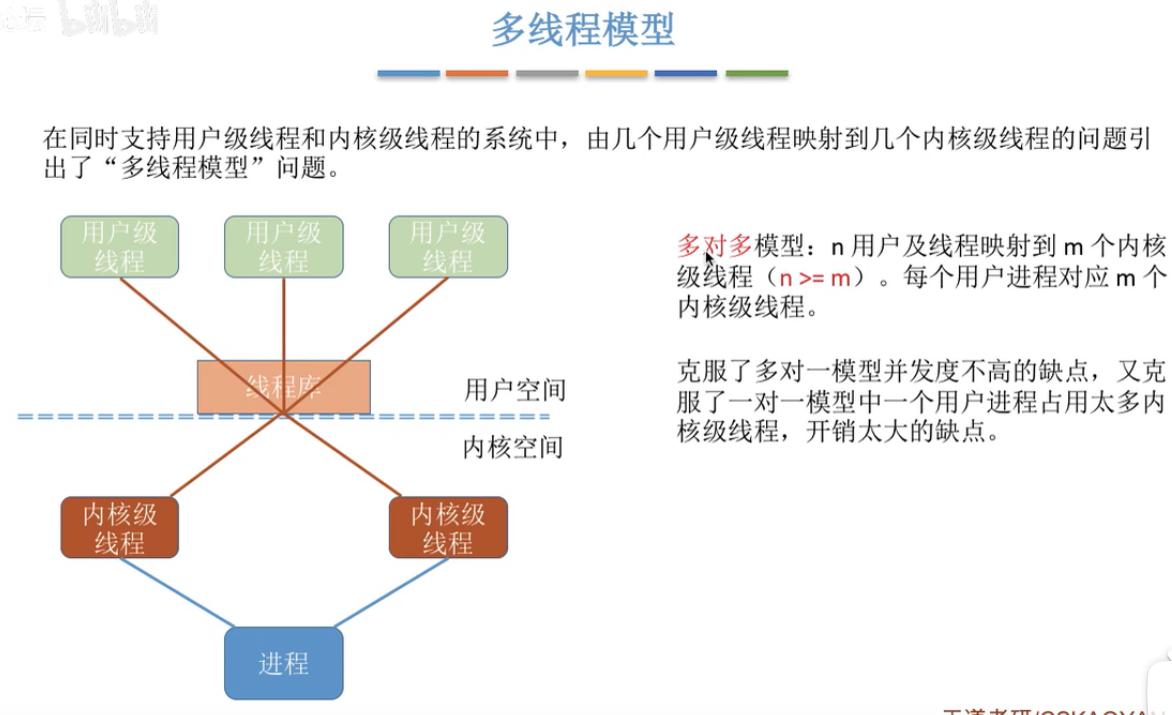 bilibili
多线程模型
在同时支持用户级线程和内核级线程的系统中，由几个用户级线程映射到几个内核级线程的问题引
出了“多线程模型”问题。
用户级
线程
用户级
线程
用户级
线程
线程库
用户空间
内核空间
内核级
线程
内核级
线程
进程
多对多模型：n 用户及线程映射到 m 个内核
级线程（n >= m）。每个用户进程对应 m 个
内核级线程。
克服了多对一模型并发度不高的缺点，又克
服了一对一模型中一个用户进程占用太多内
核级线程，开销太大的缺点。